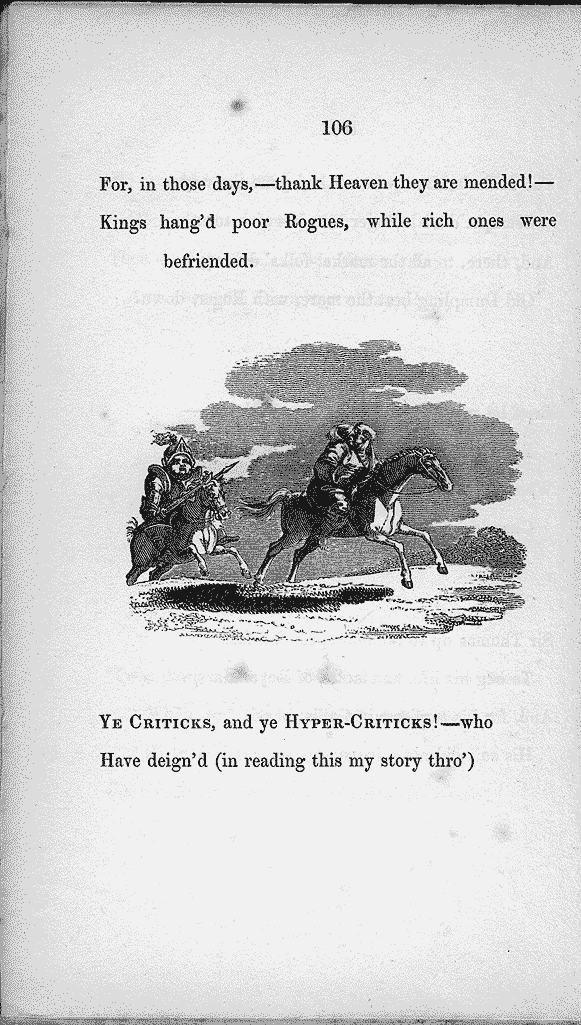 106
For, in those days,—thank Heaven they are mended!—
Kings hang'd poor Rogues, while rich ones were
befriended.
Ye Criticks, and ye Hyper-Criticks!—who
Have deign'd (in reading this my story thro')